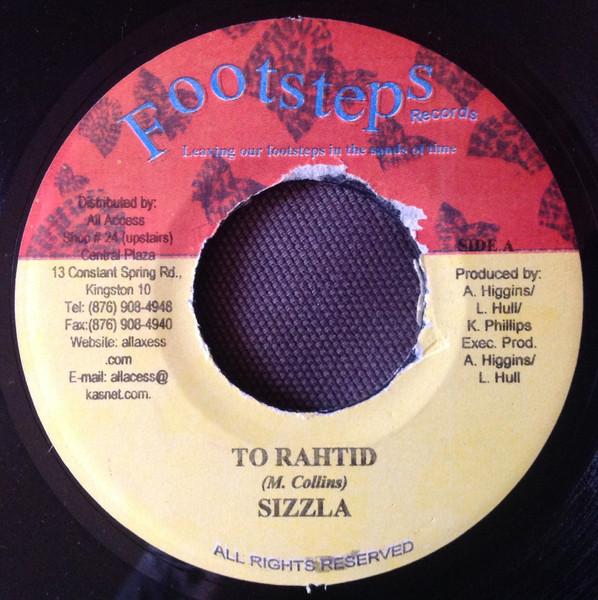 Footsteps
Records
Leaving our footsteps in the sands of time
Distributed by:
All Access
Shop # 24 (upstairs)
Central Plaza
13 Constant Spring Rd.,
Kingston 10
Tel: (876) 908-4948
Fax:(876) 908-4940
Website: allaxess
.com
E-mail: allacess@
kasnet.com.
SIDE A
Produced by:
A. Higgins/
L. Hull/
K. Phillips
Exec. Prod.
A. Higgins/
L. Hull
TO RAHTID
(M. Collins)
SIZZLA
ALL RIGHTS RESERVED